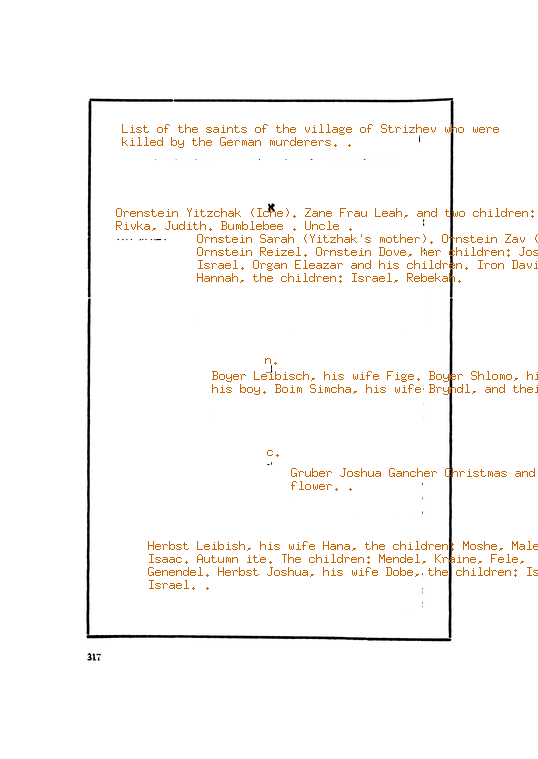 List of the saints of the village of Strizhev who were
killed by the German murderers. .
Orenstein Yitzchak (Iche). Zane Frau Leah, and two children:
Rivka, Judith. Bumblebee . Uncle .
Ornstein Sarah (Yitzhak's mother). Ornstein Zav (
Ornstein Reizel. Ornstein Dove, her children: Jos
Israel. Organ Eleazar and his children. Iron Davi
Hannah, the children: Israel, Rebekah.
n.
Boyer Leibisch, his wife Fige. Boyer Shlomo, hi
his boy. Boim Simcha, his wife Bryndl, and thei
c.
Gruber Joshua Gancher Christmas and
flower. .
Herbst Leibish, his wife Hana, the children: Moshe, Male
Isaac. Autumn ite. The children: Mendel, Kraine, Fele,
Genendel. Herbst Joshua, his wife Dobe, the children: Is
Israel. .
317